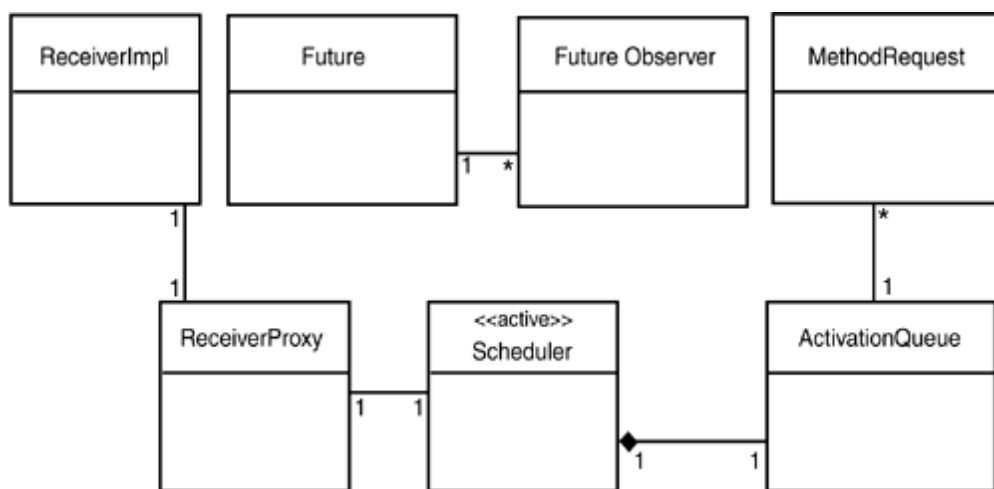 ReceiverImpl
Future
Future Observer
MethodRequest
1
*
1
*
1
1
ReceiverProxy
<<active>>
Scheduler
ActivationQueue
1
1
1
1